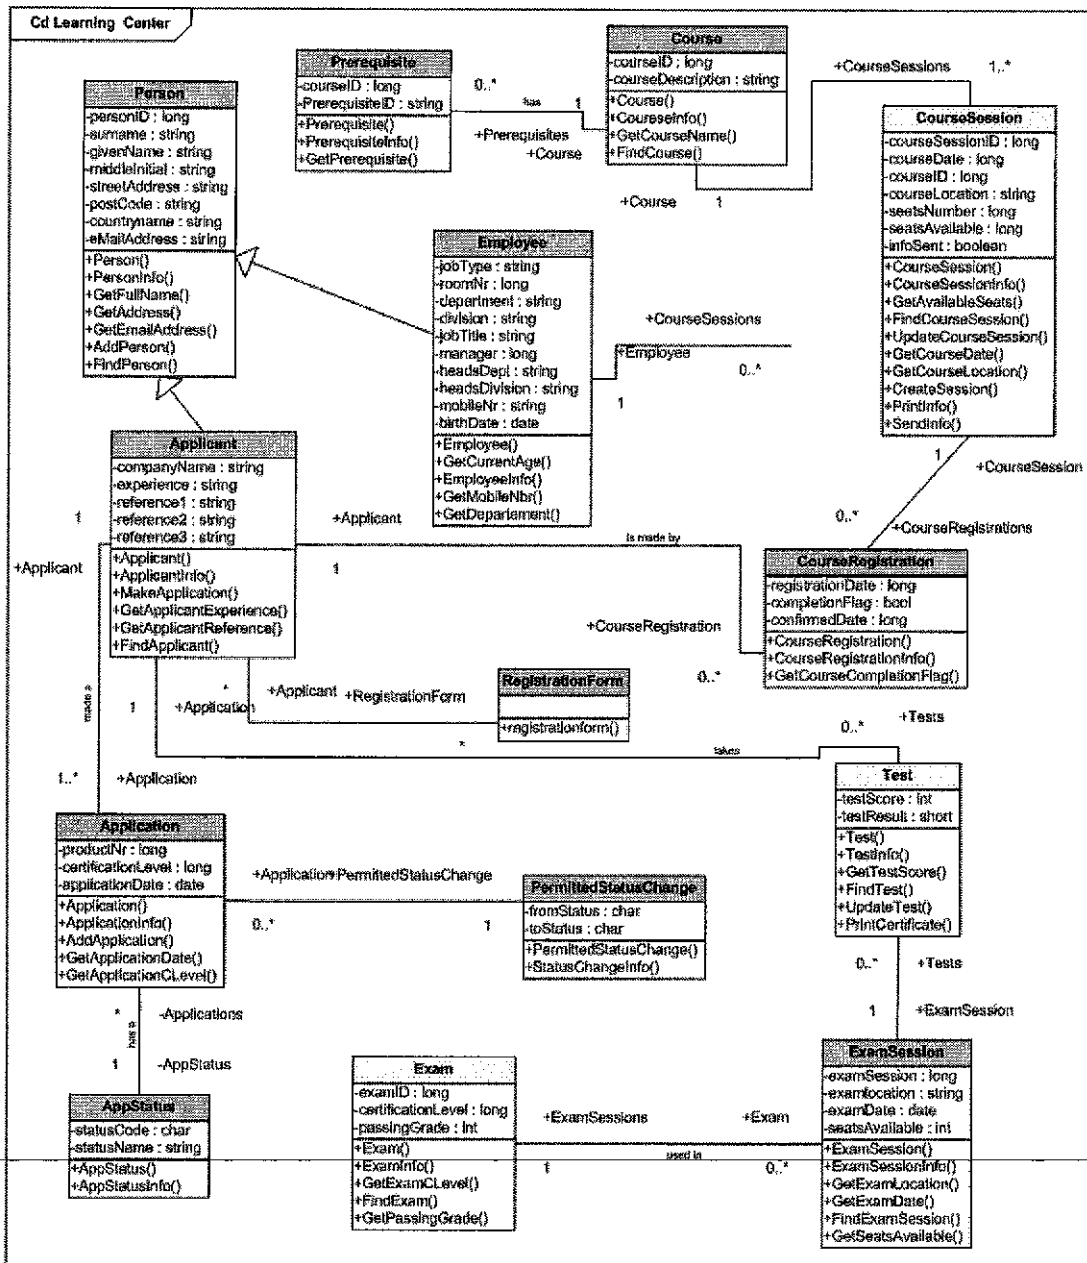 Cd Learning Center
Prerequisite
-courseID : long
-PrerequisiteID : string
+Prerequisite()
+PrerequisiteInfo()
+GetPrerequisite()
0..*
has
1
+Prerequisites
+Course
Course
-courseID : long
-courseDescription : string
+Course()
+CoureseInfo()
+GetCourseName()
+FindCourse()
+CourseSessions
1..*
+Course
1
CourseSession
-courseSessionID : long
-courseDate : long
-courseID : long
-courseLocation : string
-seatsNumber : long
-seatsAvailable : long
-infoSent : boolean
+CourseSession()
+CourseSessionInfo()
+GetAvailableSeats()
+FindCourseSession()
+UpdateCourseSession()
+GetCourseDate()
+GetCourseLocation()
+CreateSession()
+PrintInfo()
+SendInfo()
Person
-personID : long
-surname : string
-givenName : string
-middleInitial : string
-streetAddress : string
-postCode : string
-countryname : string
-eMailAddress : string
+Person()
+PersonInfo()
+GetFullName()
+GetAddress()
+GetEmailAddress()
+AddPerson()
+FindPerson()
Employee
-jobType : string
-roomNr : long
-department : string
-division : string
-jobTitle : string
-manager : long
-headsDept : string
-headsDivision : string
-mobileNr : string
-birthDate : date
+Employee()
+GetCurrentAge()
+EmployeeInfo()
+GetMobileNbr()
+GetDepartement()
+CourseSessions
+Employee
0..*
1
1
+CourseSession
0..*
+CourseRegistrations
Applicant
-companyName : string
-experience : string
-reference1 : string
-reference2 : string
-reference3 : string
+Applicant()
+ApplicantInfo()
+MakeApplication()
+GetApplicantExperience()
+GetApplicantReference()
+FindApplicant()
1
+Applicant
+Applicant
1
is made by
+CourseRegistration
0..*
CourseRegistration
-registrationDate : long
-completionFlag : bool
-confirmedDate : long
+CourseRegistration()
+CourseRegistrationInfo()
+GetCourseCompletionFlag()
made a
*
+Applicant
+RegistrationForm
*
RegistrationForm
+registrationform()
1
+Application
takes
0..*
+Tests
1..*
+Application
Test
-testScore : int
-testResult : short
+Test()
+TestInfo()
+GetTestScore()
+FindTest()
+UpdateTest()
+PrintCertificate()
Application
-productNr : long
-certificationLevel : long
-applicationDate : date
+Application()
+ApplicationInfo()
+AddApplication()
+GetApplicationDate()
+GetApplicationCLevel()
+Application
+PermittedStatusChange
0..*
1
PermittedStatusChange
-fromStatus : char
-toStatus : char
+PermittedStatusChange()
+StatusChangeInfo()
0..*
+Tests
1
+ExamSession
*
-Applications
has a
1
-AppStatus
AppStatus
-statusCode : char
-statusName : string
+AppStatus()
+AppStatusInfo()
Exam
-examID : long
-certificationLevel : long
-passingGrade : int
+Exam()
+ExamInfo()
+GetExamCLevel()
+FindExam()
+GetPassingGrade()
+ExamSessions
+Exam
1
used in
0..*
ExamSession
-examSession : long
-examlocation : string
-examDate : date
-seatsAvailable : int
+ExamSession()
+ExamSessionInfo()
+GetExamLocation()
+GetExamDate()
+FindExamSession()
+GetSeatsAvailable()